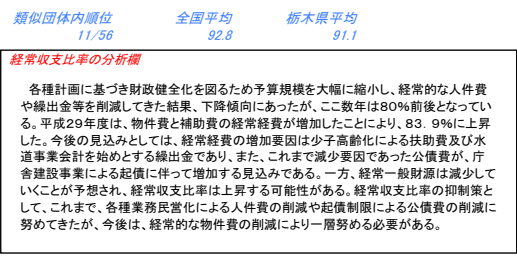 類似団体内順位 全国平均 栃木県平均
11/56 92.8 91.1
経常収支比率の分析欄
各種計画に基づき財政健全化を図るため予算規模を大幅に縮小し、経常的な人件費
や繰出金等を削減してきた結果、下降傾向にあったが、ここ数年は80％前後となってい
る。平成29年度は、物件費と補助費の経常経費が増加したことにより、83．9％に上昇
した。今後の見込みとしては、経常経費の増加要因は少子高齢化による扶助費及び水
道事業会計を始めとする繰出金であり、また、これまで減少要因であった公債費が、庁
舎建設事業による起債に伴って増加する見込みである。一方、経常一般財源は減少して
いくことが予想され、経常収支比率は上昇する可能性がある。経常収支比率の抑制策と
して、これまで、各種業務民営化による人件費の削減や起債制限による公債費の削減に
努めてきたが、今後は、経常的な物件費の削減により一層努める必要がある。